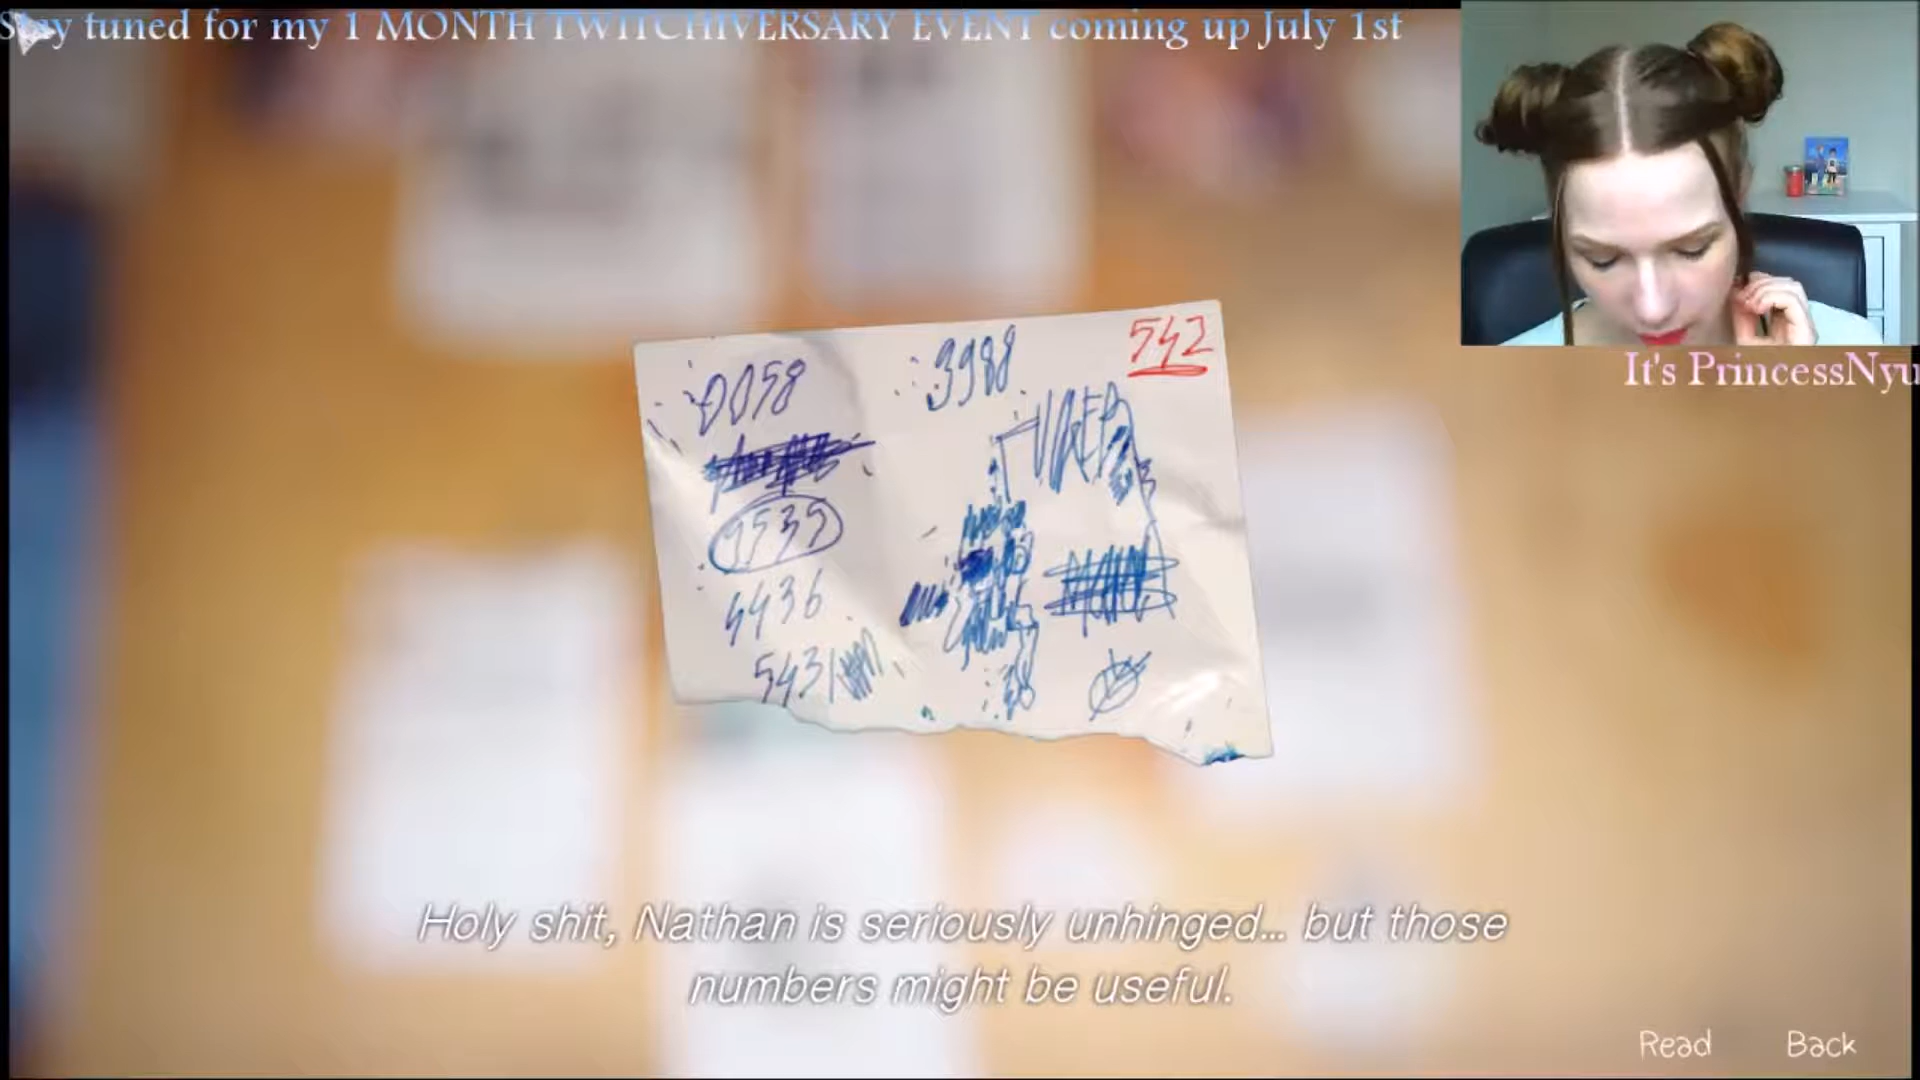 Stay tuned for my 1 MONTH TWITCHIVERSARY EVENT coming up July 1st
It's PrincessNyu
542
3988
0058
9535
4436
5431
Holy shit, Nathan is seriously unhinged... but those
numbers might be useful.
Read Back